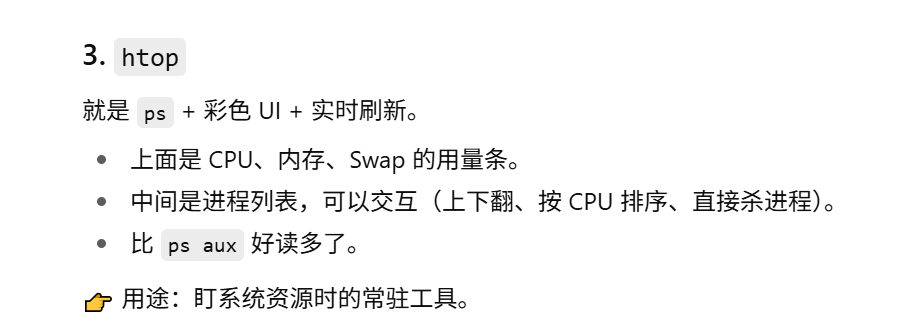 3. htop
就是 ps + 彩色 UI + 实时刷新。
• 上面是 CPU、内存、Swap 的用量条。
• 中间是进程列表，可以交互（上下翻、按 CPU 排序、直接杀进程）。
• 比 ps aux 好读多了。
👉 用途：盯系统资源时的常驻工具。